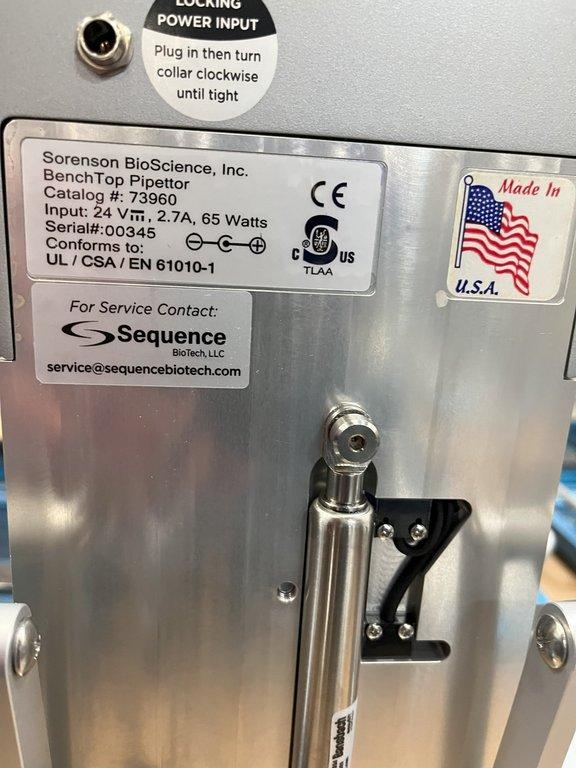 LOCKING
POWER INPUT
Plug in then turn
collar clockwise
until tight
Sorenson BioScience, Inc.
BenchTop Pipettor
Catalog #: 73960
Input: 24 V⎓, 2.7A, 65 Watts
Serial#:00345
Conforms to:
UL / CSA / EN 61010-1
CE
C S US
TLAA
Made In
U.S.A.
For Service Contact:
Sequence
BioTech, LLC
service@sequencebiotech.com
Bansbach